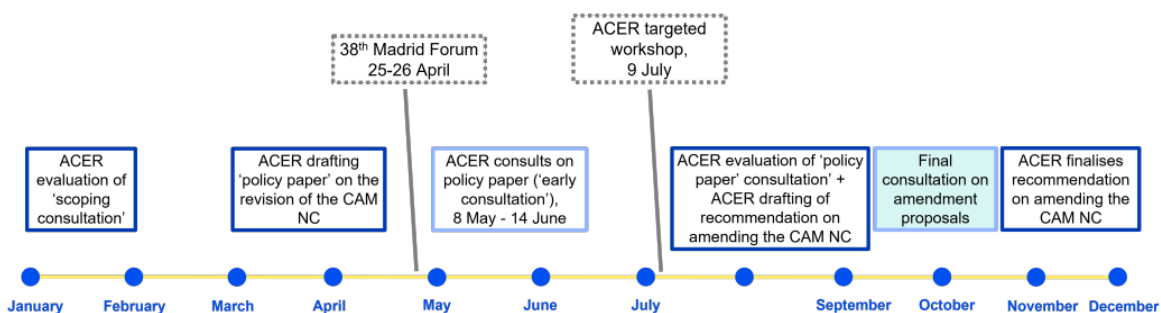 38th Madrid Forum
25-26 April
ACER targeted
workshop,
9 July
ACER
evaluation of
‘scoping
consultation’
ACER drafting
‘policy paper’ on the
revision of the CAM
NC
ACER consults on
policy paper (‘early
consultation’),
8 May - 14 June
ACER evaluation of ‘policy
paper’ consultation’ +
ACER drafting of
recommendation on
amending the CAM NC
Final
consultation on
amendment
proposals
ACER finalises
recommendation
on amending the
CAM NC
January February March April May June July September October November December